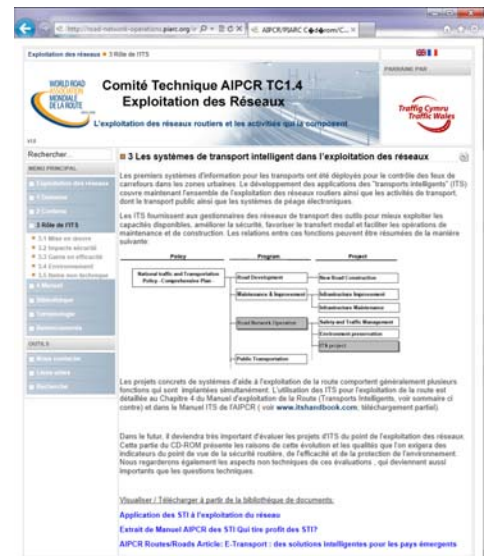 http://road-network-operations.piarc.org/
AIPCR/PIARC C�d�rom/C...
Exploitation des réseaux 3 Rôle de l'ITS
PARRAINÉ PAR
WORLD ROAD
ASSOCIATION
MONDIALE
DE LA ROUTE
Comité Technique AIPCR TC1.4
Exploitation des Réseaux
L'exploitation des réseaux routiers et les activités qui la composent
Traffig Cymru
Traffic Wales
Rechercher...
MENU PRINCIPAL
Exploitation des réseaux
1 Domaine
2 Contexte
3 Rôle de l'ITS
3.1 Mise en œuvre
3.2 Impacts sécurité
3.3 Gains en efficacité
3.4 Environnement
3.5 Noms non technique
4 Manuel
Bibliothèque
Terminologie
Remerciements
OUTILS
Nous contacter
Liens utiles
Recherche
3 Les systèmes de transport intelligent dans l'exploitation des réseaux
Les premiers systèmes d'information pour les transports ont été déployés pour le contrôle des feux de
carrefours dans les zones urbaines. Le développement des applications des "transports intelligents" (ITS)
couvre maintenant l'ensemble de l'exploitation des réseaux routiers ainsi que les activités de transport,
dont le transport public ainsi que les systèmes de péage électroniques.
Les ITS fournissent aux gestionnaires des réseaux de transport des outils pour mieux exploiter les
capacités disponibles, améliorer la sécurité, favoriser le transfert modal et faciliter les opérations de
maintenance et de construction. Les relations entre ces fonctions peuvent être résumées de la manière
suivante:
Policy Program Project
National traffic and Transportation
Policy - Comprehensive Plan
Road Development
New Road Construction
Maintenance & Improvement
Infrastructure Improvement
Infrastructure Maintenance
Road Network Operation
Safety and Traffic Management
Environment preservation
ITS project
Public Transportation
Les projets concrets de systèmes d'aide à l'exploitation de la route comportent généralement plusieurs
fonctions qui sont implantées simultanément. L'utilisation des ITS pour l'exploitation de la route est
détaillée au Chapitre 4 du Manuel d'exploitation de la Route (Transports Intelligents, voir sommaire ci
contre) et dans le Manuel ITS de l'AIPCR ( voir www.itshandbook.com, téléchargement partiel).
Dans le futur, il deviendra très important d'évaluer les projets d'ITS du point de l'exploitation des réseaux.
Cette partie du CD-ROM présente les raisons de cette évolution et les qualités que l'on exigera des
indicateurs du point de vue de la sécurité routière, de l'efficacité et de la protection de l'environnement.
Nous regarderons également les aspects non techniques de ces évaluations , qui deviennent aussi
importants que les questions techniques.
Visualiser / Télécharger à partir de la bibliothèque de documents:
Application des STI à l'exploitation du réseau
Extrait de Manuel AIPCR des STI Qui tire profit des STI?
AIPCR Routes/Roads Article: E-Transport : des solutions intelligentes pour les pays émergents